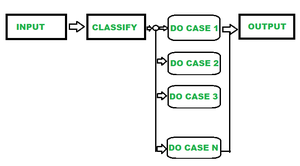 INPUT
CLASSIFY
DO CASE 1
OUTPUT
DO CASE 2
DO CASE 3
DO CASE N